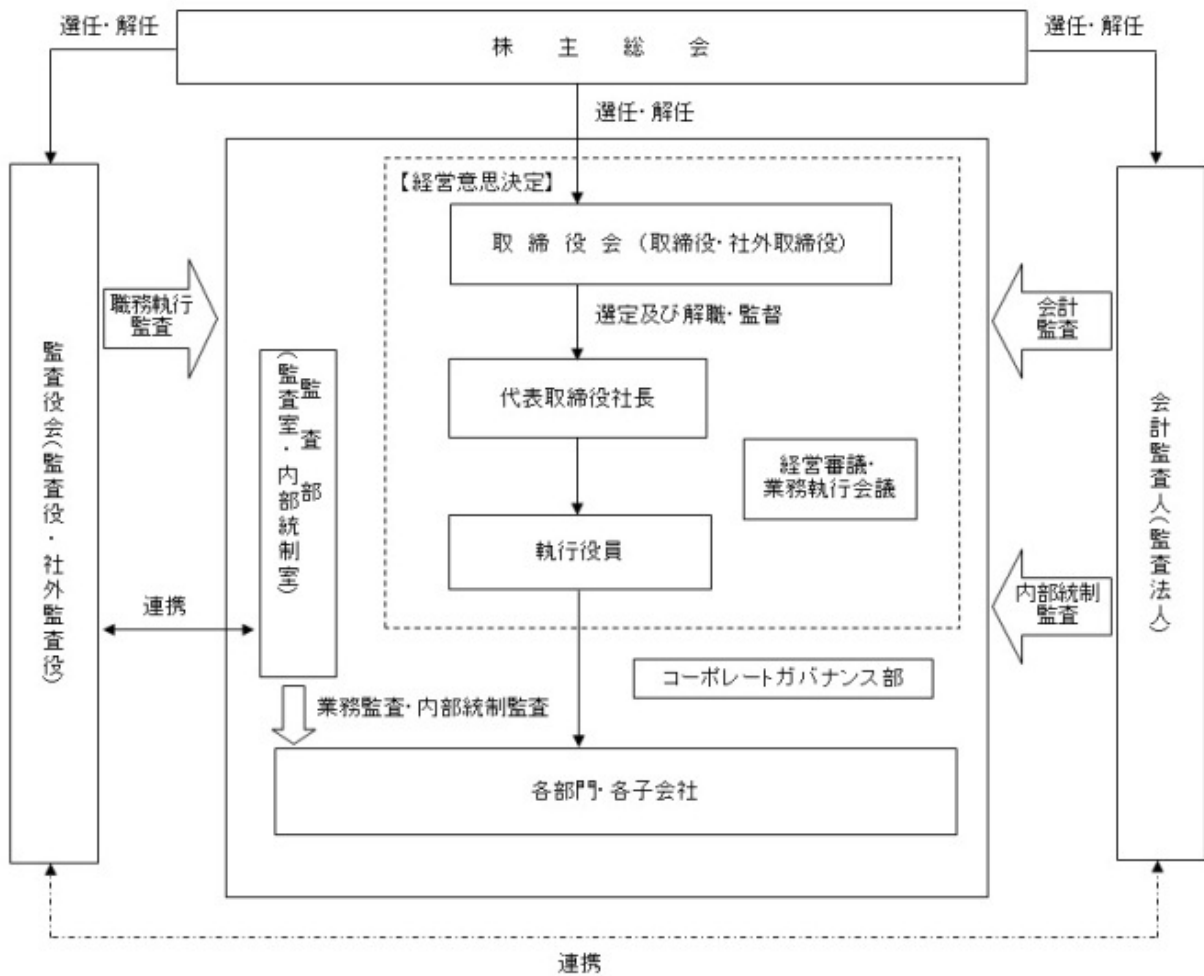 選任・解任
株主総会
選任・解任
選任・解任
【経営意思決定】
取締役会（取締役・社外取締役）
職務執行
監査
選定及び解職・監督
会計
監査
監査役会（監査役・社外監査役）
監査部
（監査室・内部統制室）
代表取締役社長
会計監査人（監査法人）
経営審議・
業務執行会議
執行役員
連携
内部統制
監査
コーポレートガバナンス部
業務監査・内部統制監査
各部門・各子会社
連携